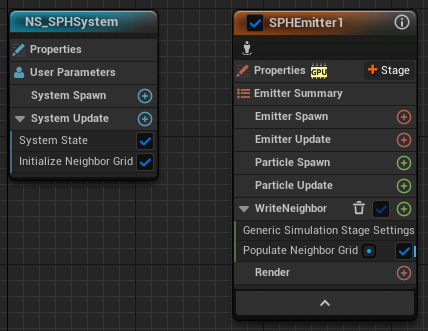 NS_SPHSystem
Properties
User Parameters
System Spawn
System Update
System State
Initialize Neighbor Grid
SPHEmitter1
Properties GPU Stage
Emitter Summary
Emitter Spawn
Emitter Update
Particle Spawn
Particle Update
WriteNeighbor
Generic Simulation Stage Settings
Populate Neighbor Grid
Render